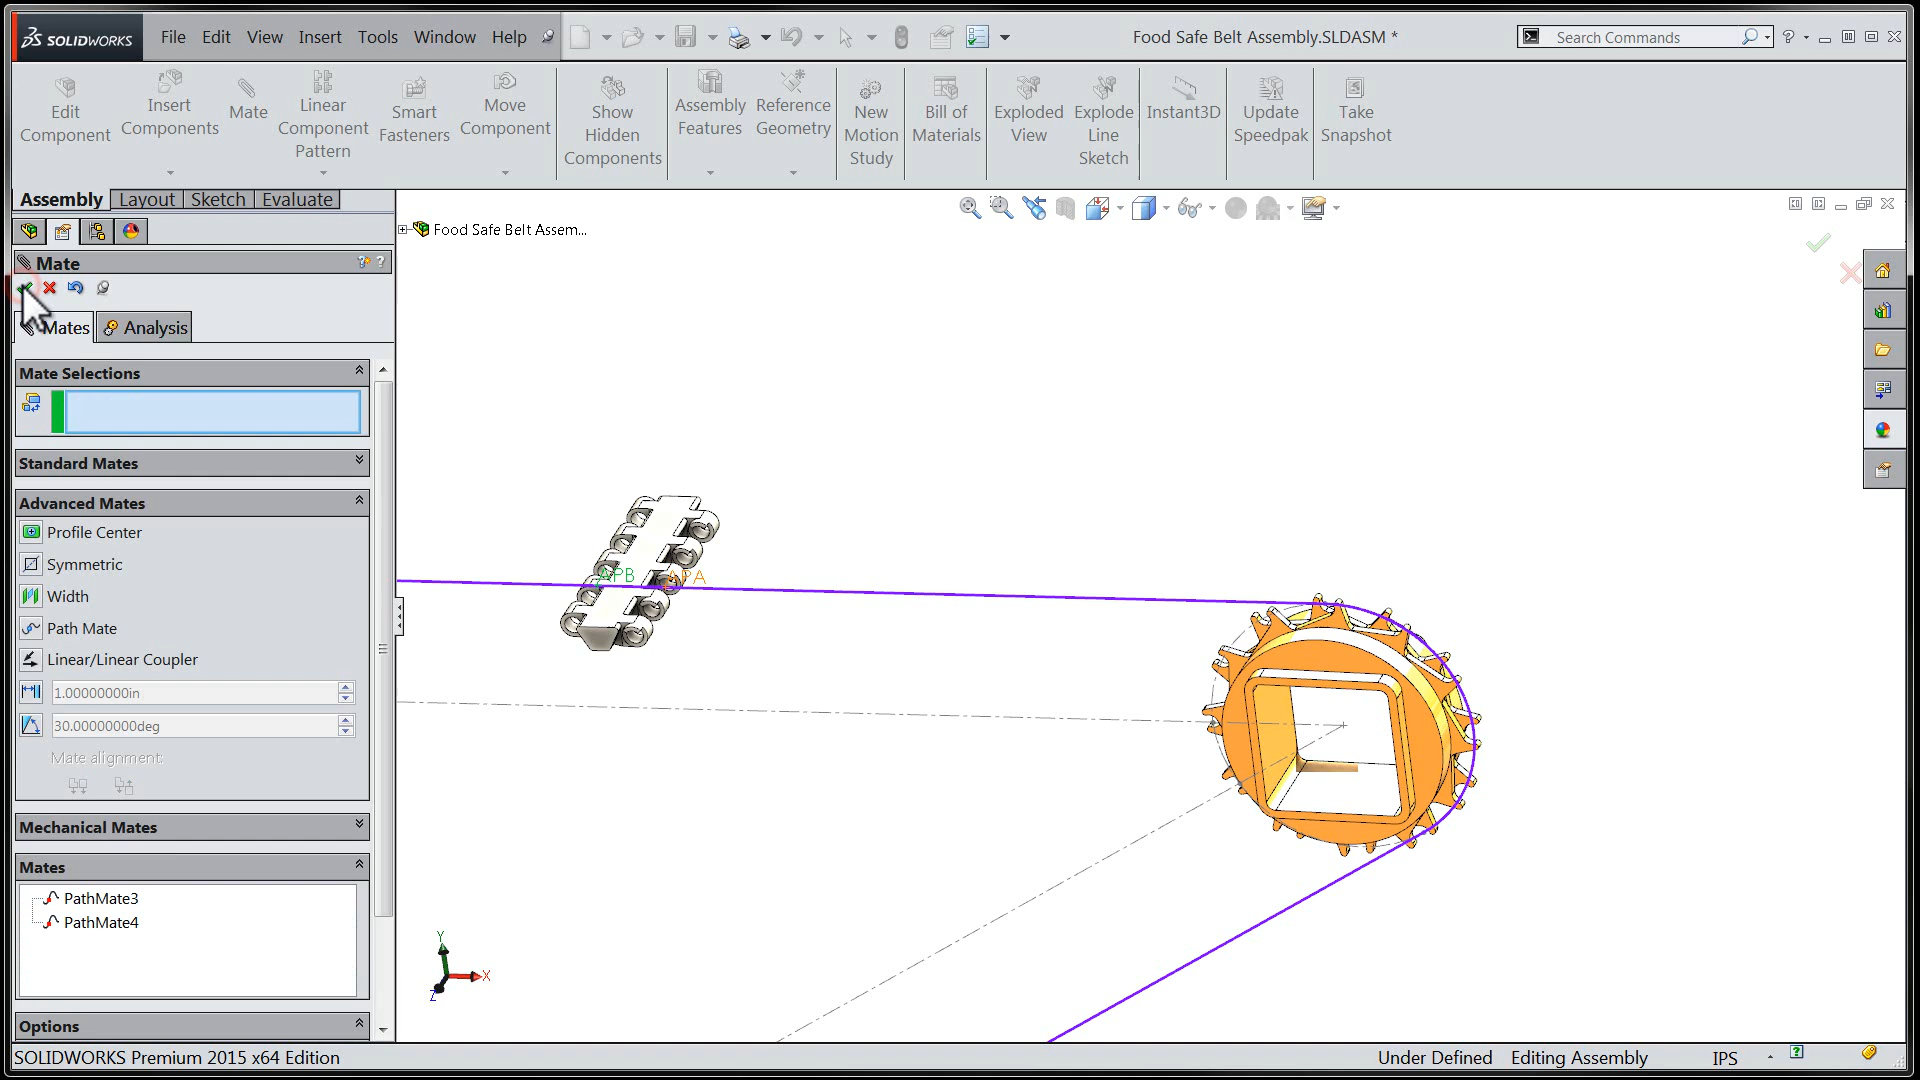 SOLIDWORKS File Edit View Insert Tools Window Help Food Safe Belt Assembly.SLDASM * Search Commands
Edit Component
Insert Components
Mate
Linear Component Pattern
Smart Fasteners
Move Component
Show Hidden Components
Assembly Features
Reference Geometry
New Motion Study
Bill of Materials
Exploded View
Explode Line Sketch
Instant3D
Update Speedpak
Take Snapshot
Assembly Layout Sketch Evaluate
Food Safe Belt Assem...
Mate
Mates Analysis
Mate Selections
Standard Mates
Advanced Mates
Profile Center
Symmetric
Width
Path Mate
Linear/Linear Coupler
1.00000000in
30.00000000deg
Mate alignment:
Mechanical Mates
Mates
PathMate3
PathMate4
Options
APB APA
Y
X
Z
SOLIDWORKS Premium 2015 x64 Edition Under Defined Editing Assembly IPS